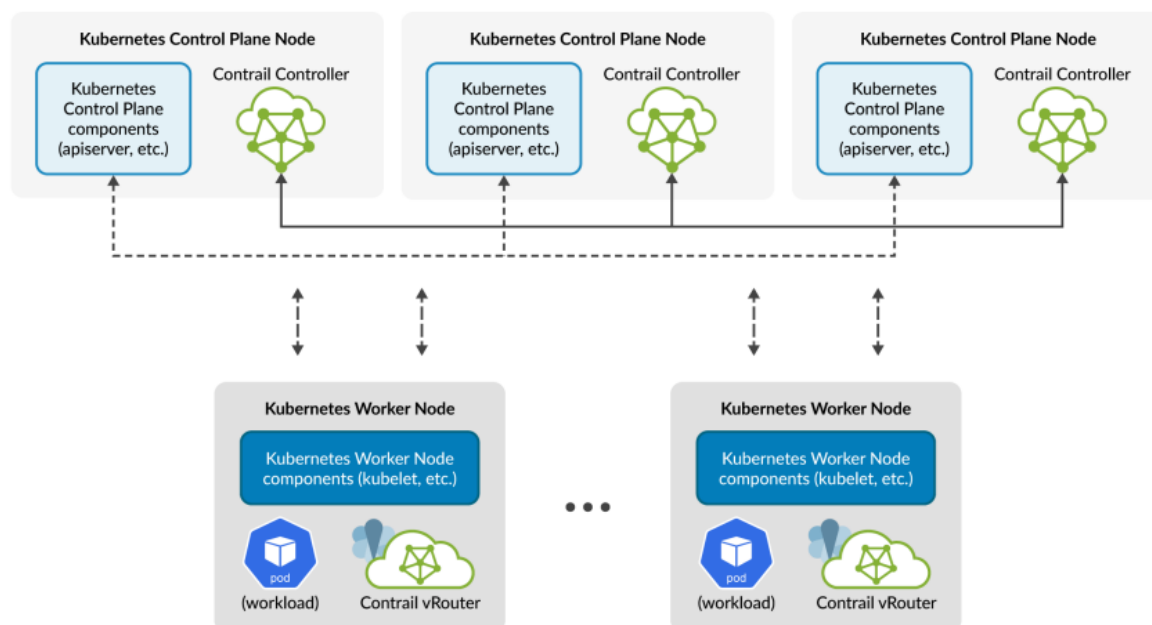 Kubernetes Control Plane Node
Kubernetes
Control Plane
components
(apiserver, etc.)
Contrail Controller
Kubernetes Control Plane Node
Kubernetes
Control Plane
components
(apiserver, etc.)
Contrail Controller
Kubernetes Control Plane Node
Kubernetes
Control Plane
components
(apiserver, etc.)
Contrail Controller
Kubernetes Worker Node
Kubernetes Worker Node
components (kubelet, etc.)
pod
(workload)
Contrail vRouter
Kubernetes Worker Node
Kubernetes Worker Node
components (kubelet, etc.)
pod
(workload)
Contrail vRouter